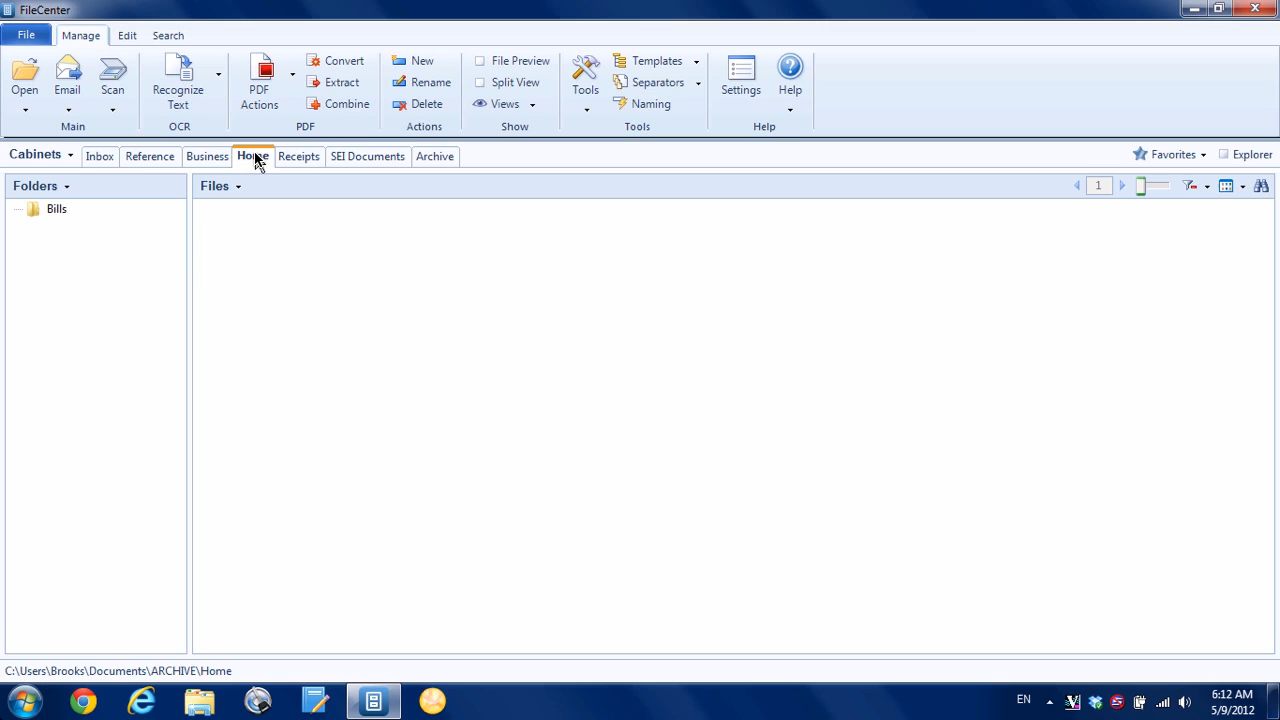 FileCenter
File Manage Edit Search
Open Email Scan Recognize Text PDF Actions Convert Extract Combine New Rename Delete File Preview Split View Views Tools Templates Separators Naming Settings Help
Main OCR PDF Actions Show Tools Help
Cabinets Inbox Reference Business Home Receipts SEI Documents Archive Favorites Explorer
Folders Files 1
Bills
C:\Users\Brooks\Documents\ARCHIVE\Home
EN 6:12 AM
5/9/2012